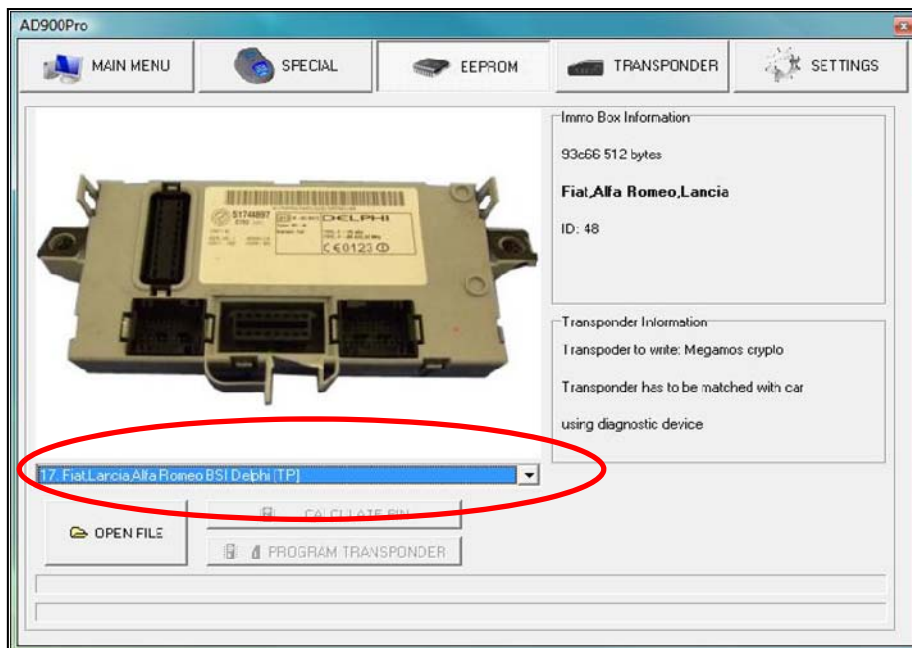 AD900Pro
MAIN MENU
SPECIAL
EEPROM
TRANSPONDER
SETTINGS
51748897
DELPHI
CE0123
Immo Box Information
93c66 512 bytes
Fiat,Alfa Romeo,Lancia
ID: 48
Transponder Information
Transpoder to write: Megamos crypto
Transponder has to be matched with car
using diagnostic device
17. Fiat,Lancia,Alfa Romeo BSI Delphi [TP]
OPEN FILE
CALCULATE PIN
PROGRAM TRANSPONDER